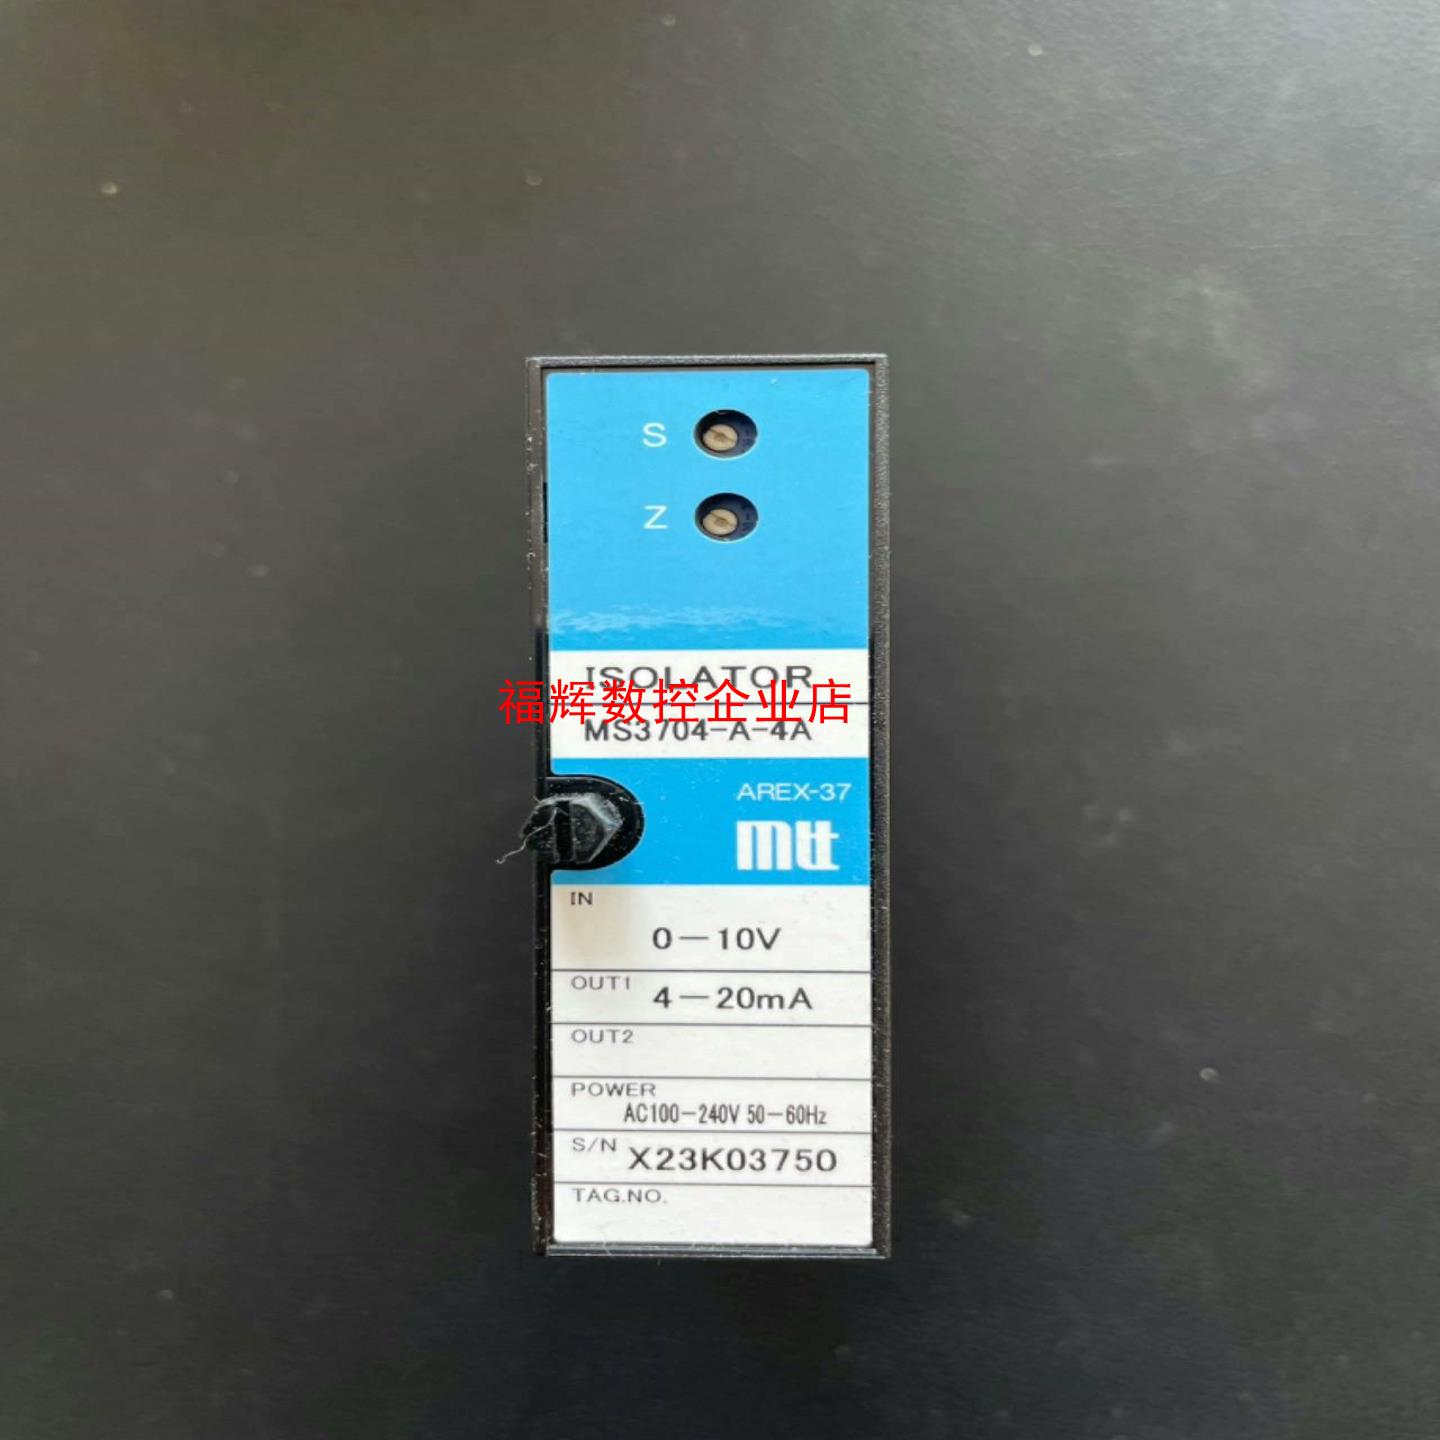 S
Z
ISOLATOR
福辉数控企业店
MS3704-A-4A
AREX-37
mtt
IN
0-10V
OUT1
4-20mA
OUT2
POWER
AC100-240V 50-60Hz
S/N
X23K03750
TAG.NO.